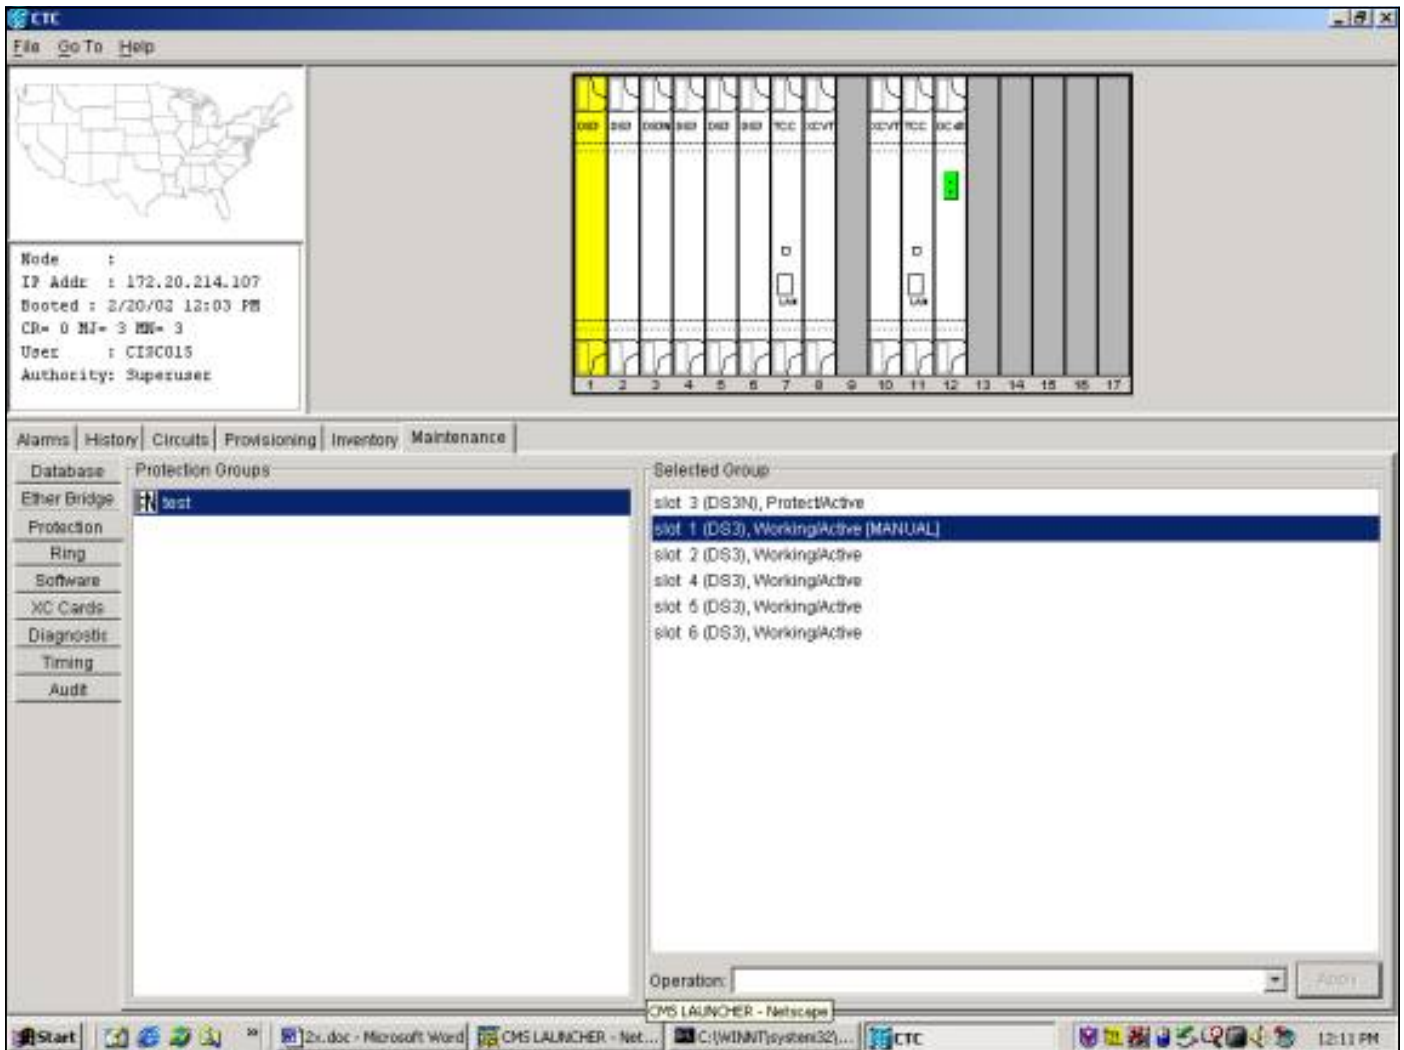 CTC
File Go To Help
DS3 DS3 DS3N DS3 DS3 DS3 TCC XCVT XCVT TCC OC48
LAN LAN
1 2 3 4 5 6 7 8 9 10 11 12 13 14 15 16 17
Node :
IP Addr : 172.20.214.107
Booted : 2/20/02 12:03 PM
CR= 0 MJ= 3 MN= 3
User : CISCO15
Authority: Superuser
Alarms History Circuits Provisioning Inventory Maintenance
Database
Ether Bridge
Protection
Ring
Software
XC Cards
Diagnostic
Timing
Audit
Protection Groups
1:N test
Selected Group
slot 3 (DS3N), Protect/Active
slot 1 (DS3), Working/Active [MANUAL]
slot 2 (DS3), Working/Active
slot 4 (DS3), Working/Active
slot 5 (DS3), Working/Active
slot 6 (DS3), Working/Active
Operation: Apply
CMS LAUNCHER - Netscape
Start » 2x.doc - Microsoft Word CMS LAUNCHER - Net... C:\WINNT\system32\... CTC 12:11 PM